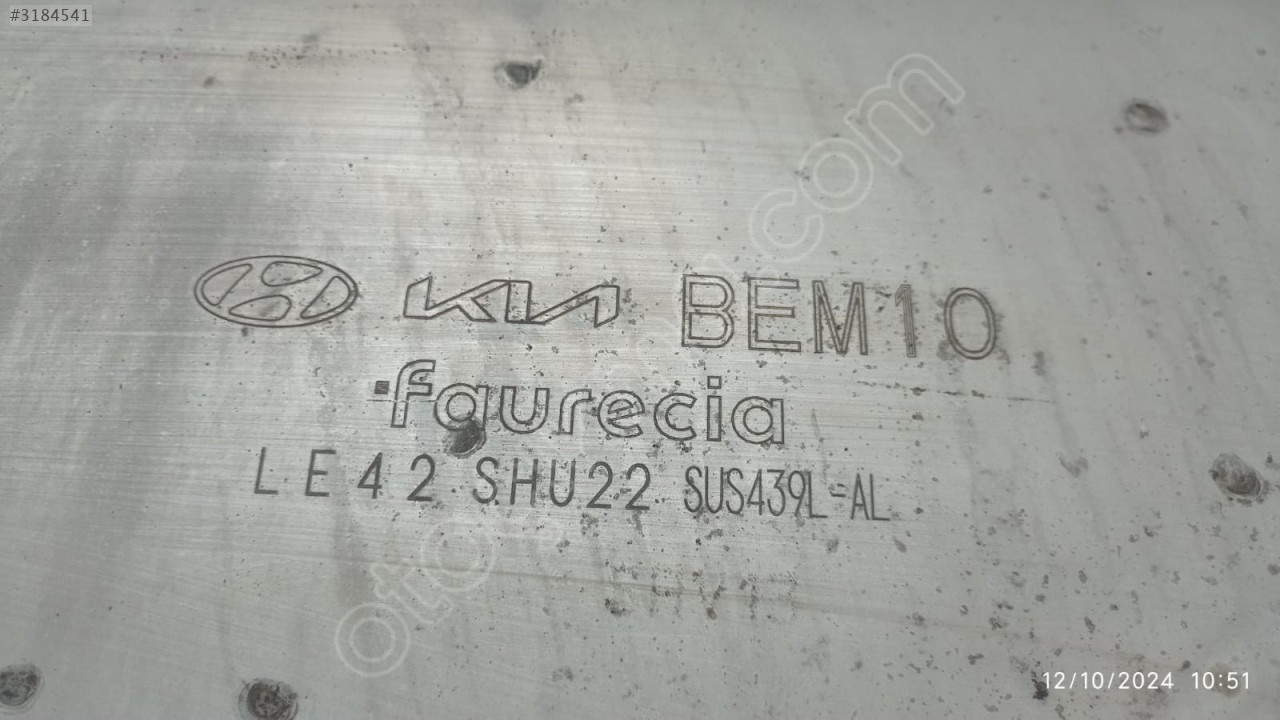 #3184541
KIA BEM10
faurecia
LE42 SHU22 SUS439L-AL
12/10/2024 10:51